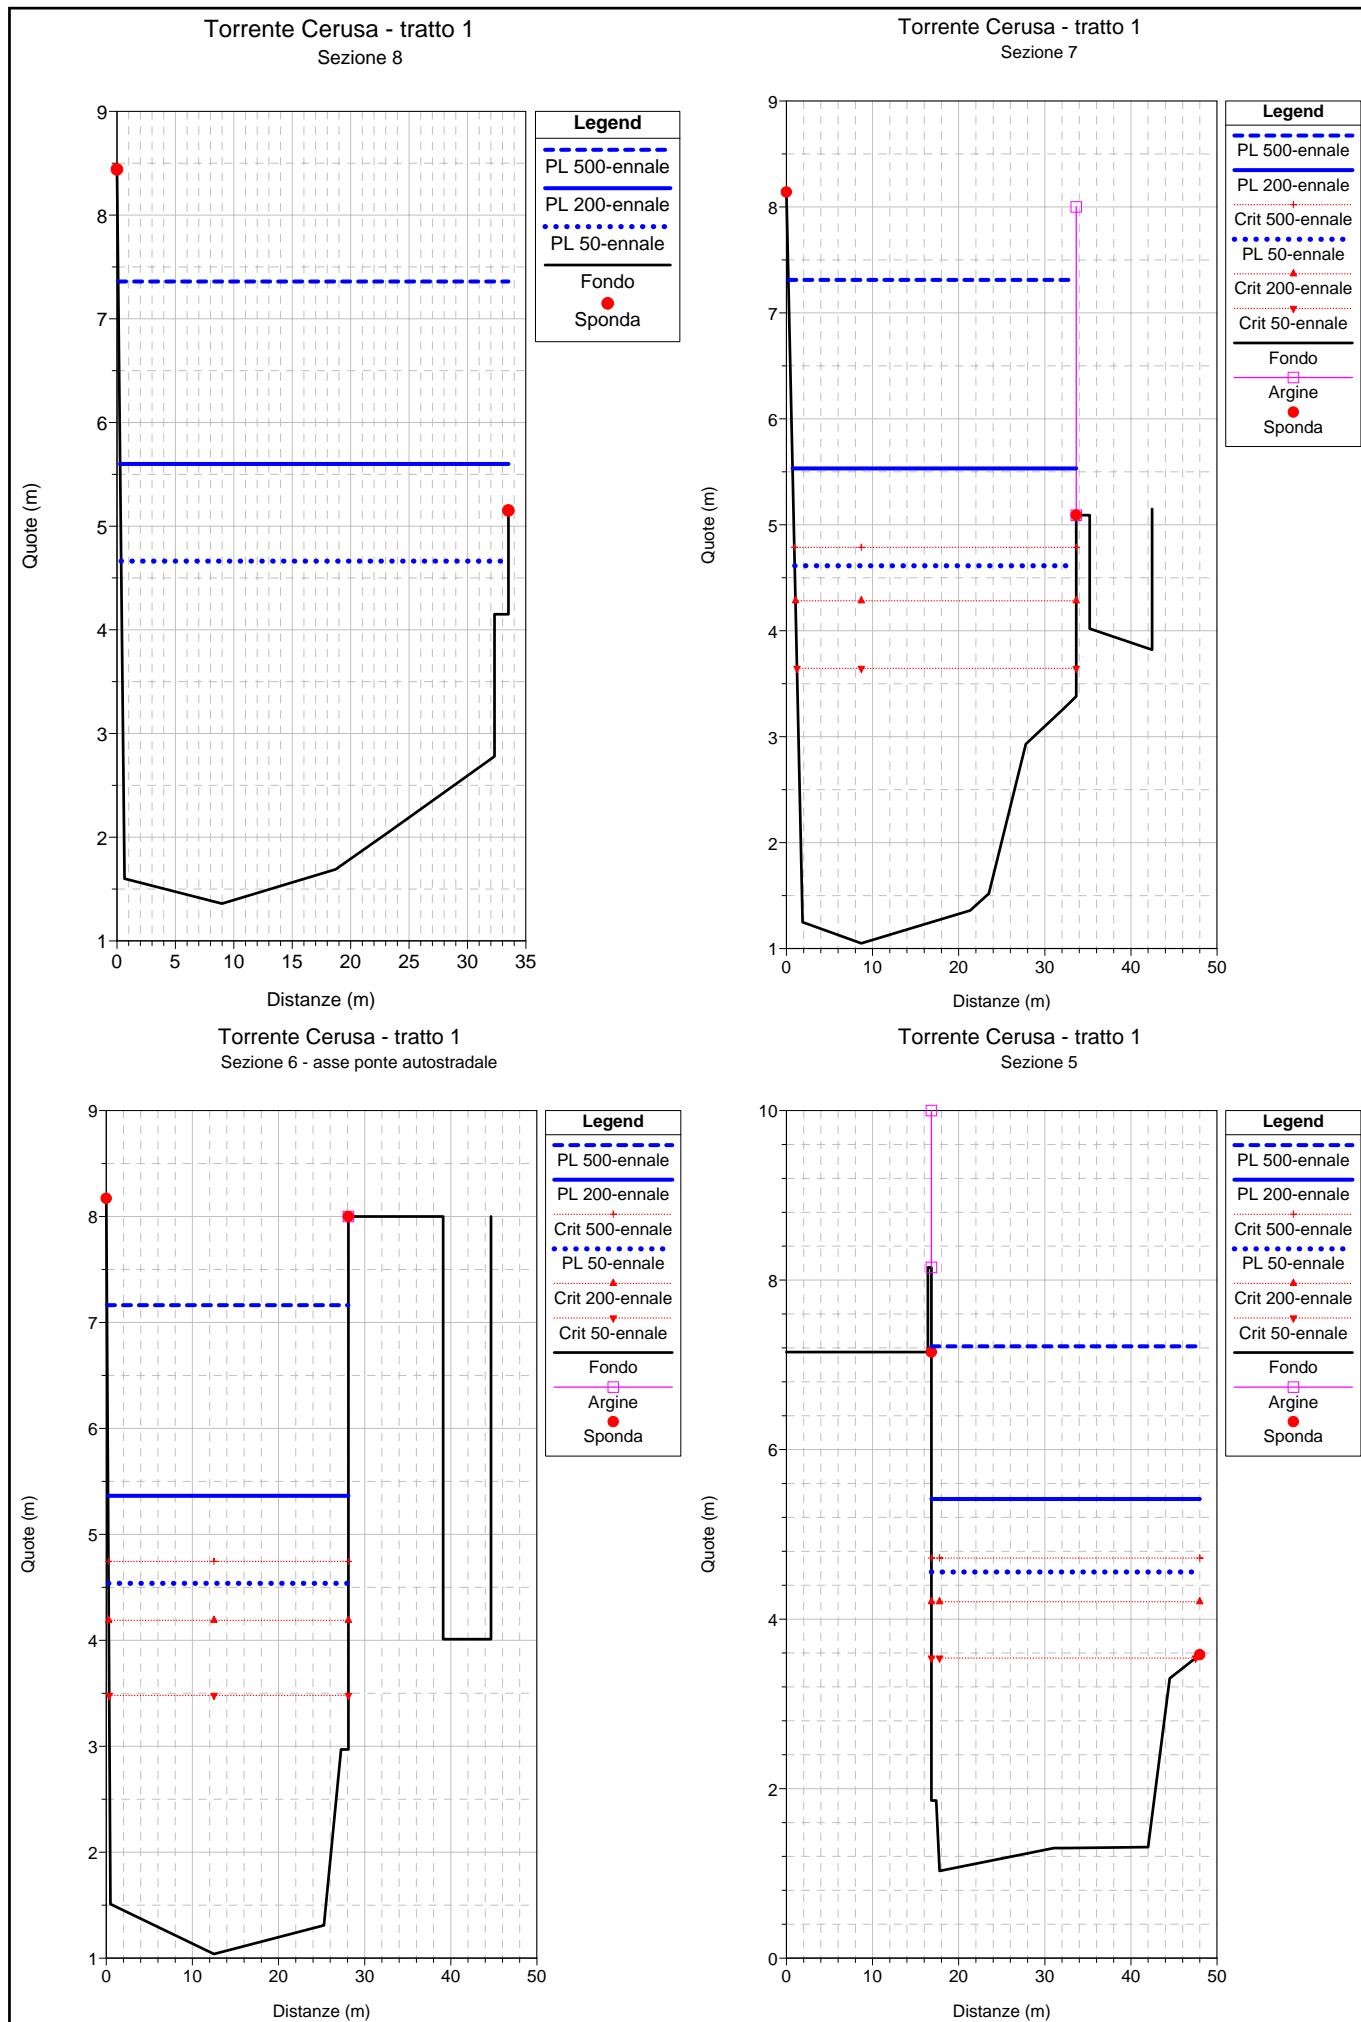 Torrente Cerusa - tratto 1
Sezione 8
Quote (m)
9
8
7
6
5
4
3
2
1
0 5 10 15 20 25 30 35
Distanze (m)
Legend
PL 500-ennale
PL 200-ennale
PL 50-ennale
Fondo
Sponda
Torrente Cerusa - tratto 1
Sezione 7
Quote (m)
9
8
7
6
5
4
3
2
1
0 10 20 30 40 50
Distanze (m)
Legend
PL 500-ennale
PL 200-ennale
Crit 500-ennale
PL 50-ennale
Crit 200-ennale
Crit 50-ennale
Fondo
Argine
Sponda
Torrente Cerusa - tratto 1
Sezione 6 - asse ponte autostradale
Quote (m)
9
8
7
6
5
4
3
2
1
0 10 20 30 40 50
Distanze (m)
Legend
PL 500-ennale
PL 200-ennale
Crit 500-ennale
PL 50-ennale
Crit 200-ennale
Crit 50-ennale
Fondo
Argine
Sponda
Torrente Cerusa - tratto 1
Sezione 5
Quote (m)
10
8
6
4
2
0
0 10 20 30 40 50
Distanze (m)
Legend
PL 500-ennale
PL 200-ennale
Crit 500-ennale
PL 50-ennale
Crit 200-ennale
Crit 50-ennale
Fondo
Argine
Sponda